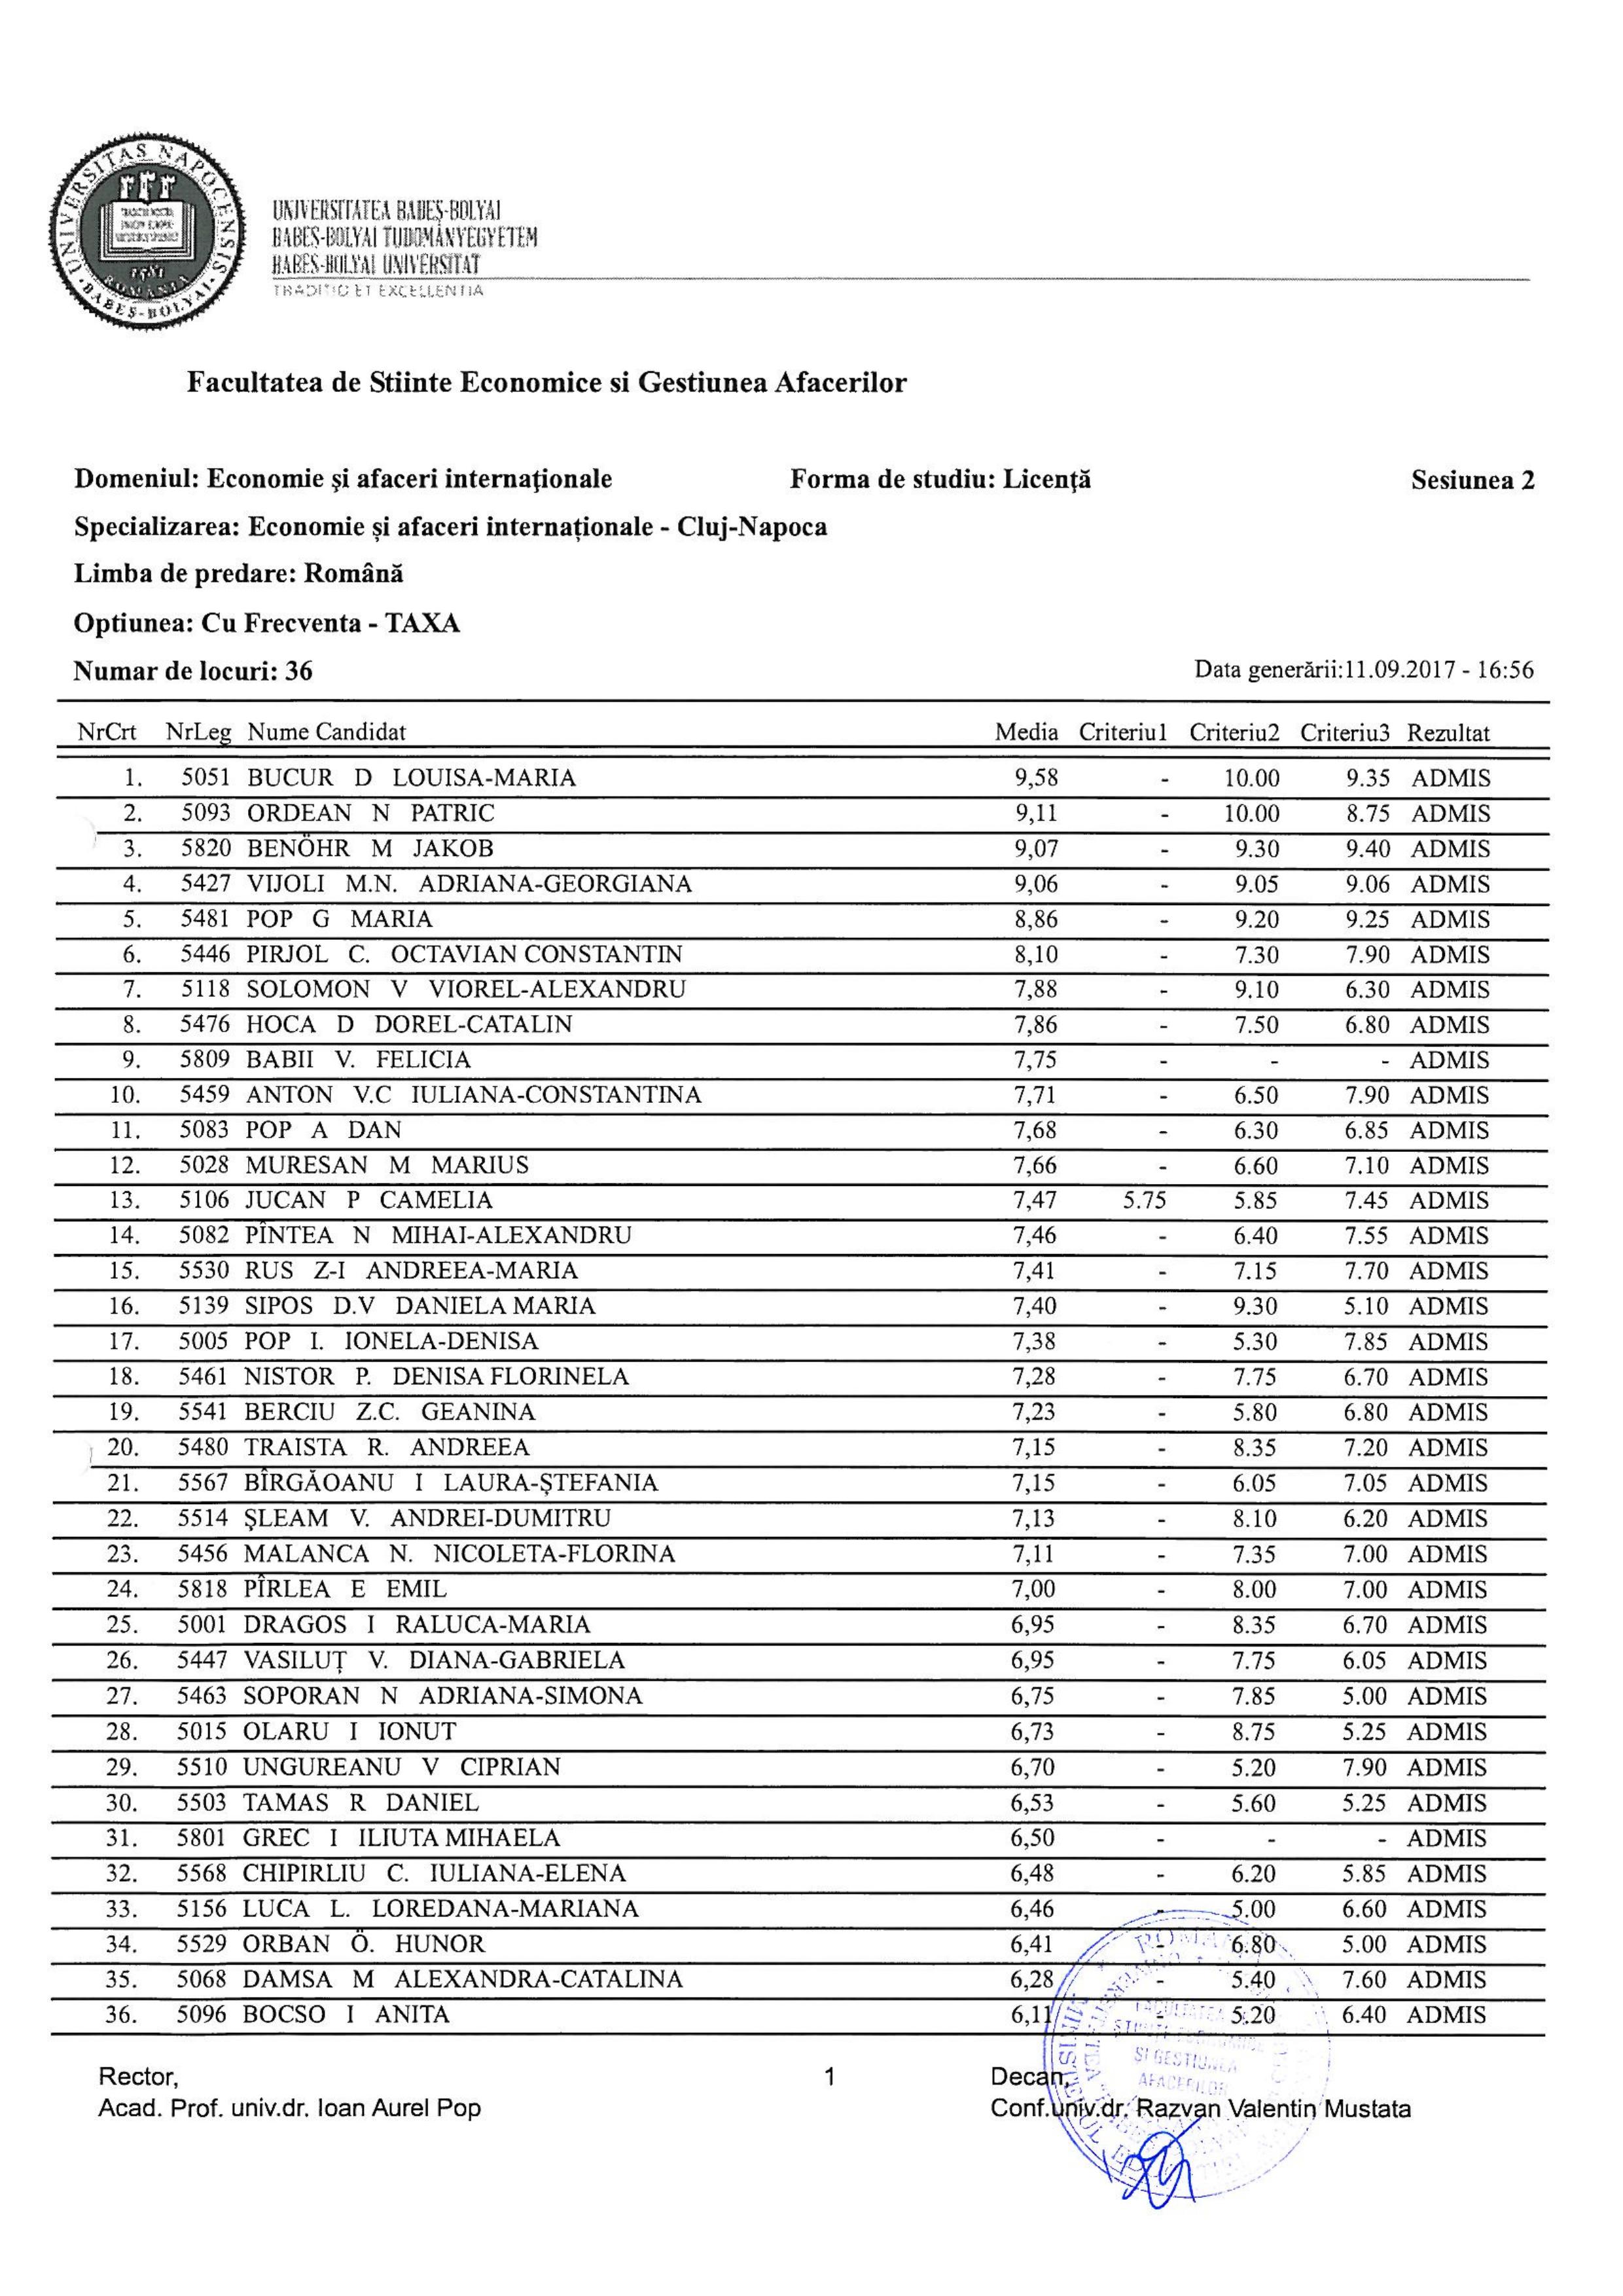 UNIVERSITAS NAPOCENSIS
BABEŞ-BOLYAI
1581
ROMANIA
UNIVERSITATEA BABEŞ-BOLYAI
BABEŞ-BOLYAI TUDOMÁNYEGYETEM
BABEŞ-BOLYAI UNIVERSITÄT
TRADITIO ET EXCELLENTIA
Facultatea de Stiinte Economice si Gestiunea Afacerilor
Domeniul: Economie şi afaceri internaţionale Forma de studiu: Licenţă Sesiunea 2
Specializarea: Economie și afaceri internaționale - Cluj-Napoca
Limba de predare: Română
Optiunea: Cu Frecventa - TAXA
Numar de locuri: 36 Data generării:11.09.2017 - 16:56
NrCrt NrLeg Nume Candidat Media Criteriu1 Criteriu2 Criteriu3 Rezultat
1. 5051 BUCUR D LOUISA-MARIA 9,58 - 10.00 9.35 ADMIS
2. 5093 ORDEAN N PATRIC 9,11 - 10.00 8.75 ADMIS
3. 5820 BENÖHR M JAKOB 9,07 - 9.30 9.40 ADMIS
4. 5427 VIJOLI M.N. ADRIANA-GEORGIANA 9,06 - 9.05 9.06 ADMIS
5. 5481 POP G MARIA 8,86 - 9.20 9.25 ADMIS
6. 5446 PIRJOL C. OCTAVIAN CONSTANTIN 8,10 - 7.30 7.90 ADMIS
7. 5118 SOLOMON V VIOREL-ALEXANDRU 7,88 - 9.10 6.30 ADMIS
8. 5476 HOCA D DOREL-CATALIN 7,86 - 7.50 6.80 ADMIS
9. 5809 BABII V. FELICIA 7,75 - - - ADMIS
10. 5459 ANTON V.C IULIANA-CONSTANTINA 7,71 - 6.50 7.90 ADMIS
11. 5083 POP A DAN 7,68 - 6.30 6.85 ADMIS
12. 5028 MURESAN M MARIUS 7,66 - 6.60 7.10 ADMIS
13. 5106 JUCAN P CAMELIA 7,47 5.75 5.85 7.45 ADMIS
14. 5082 PÎNTEA N MIHAI-ALEXANDRU 7,46 - 6.40 7.55 ADMIS
15. 5530 RUS Z-I ANDREEA-MARIA 7,41 - 7.15 7.70 ADMIS
16. 5139 SIPOS D.V DANIELA MARIA 7,40 - 9.30 5.10 ADMIS
17. 5005 POP I. IONELA-DENISA 7,38 - 5.30 7.85 ADMIS
18. 5461 NISTOR P. DENISA FLORINELA 7,28 - 7.75 6.70 ADMIS
19. 5541 BERCIU Z.C. GEANINA 7,23 - 5.80 6.80 ADMIS
20. 5480 TRAISTA R. ANDREEA 7,15 - 8.35 7.20 ADMIS
21. 5567 BÎRGĂOANU I LAURA-ŞTEFANIA 7,15 - 6.05 7.05 ADMIS
22. 5514 ŞLEAM V. ANDREI-DUMITRU 7,13 - 8.10 6.20 ADMIS
23. 5456 MALANCA N. NICOLETA-FLORINA 7,11 - 7.35 7.00 ADMIS
24. 5818 PÎRLEA E EMIL 7,00 - 8.00 7.00 ADMIS
25. 5001 DRAGOS I RALUCA-MARIA 6,95 - 8.35 6.70 ADMIS
26. 5447 VASILUȚ V. DIANA-GABRIELA 6,95 - 7.75 6.05 ADMIS
27. 5463 SOPORAN N ADRIANA-SIMONA 6,75 - 7.85 5.00 ADMIS
28. 5015 OLARU I IONUT 6,73 - 8.75 5.25 ADMIS
29. 5510 UNGUREANU V CIPRIAN 6,70 - 5.20 7.90 ADMIS
30. 5503 TAMAS R DANIEL 6,53 - 5.60 5.25 ADMIS
31. 5801 GREC I ILIUTA MIHAELA 6,50 - - - ADMIS
32. 5568 CHIPIRLIU C. IULIANA-ELENA 6,48 - 6.20 5.85 ADMIS
33. 5156 LUCA L. LOREDANA-MARIANA 6,46 - 5.00 6.60 ADMIS
34. 5529 ORBAN Ö. HUNOR 6,41 - 6.80 5.00 ADMIS
35. 5068 DAMSA M ALEXANDRA-CATALINA 6,28 - 5.40 7.60 ADMIS
36. 5096 BOCSO I ANITA 6,11 - 5.20 6.40 ADMIS
FACULTATEA
SI GESTIUNEA
AFACERILOR
Rector, 1 Decan,
Acad. Prof. univ.dr. Ioan Aurel Pop Conf.univ.dr. Razvan Valentin Mustata